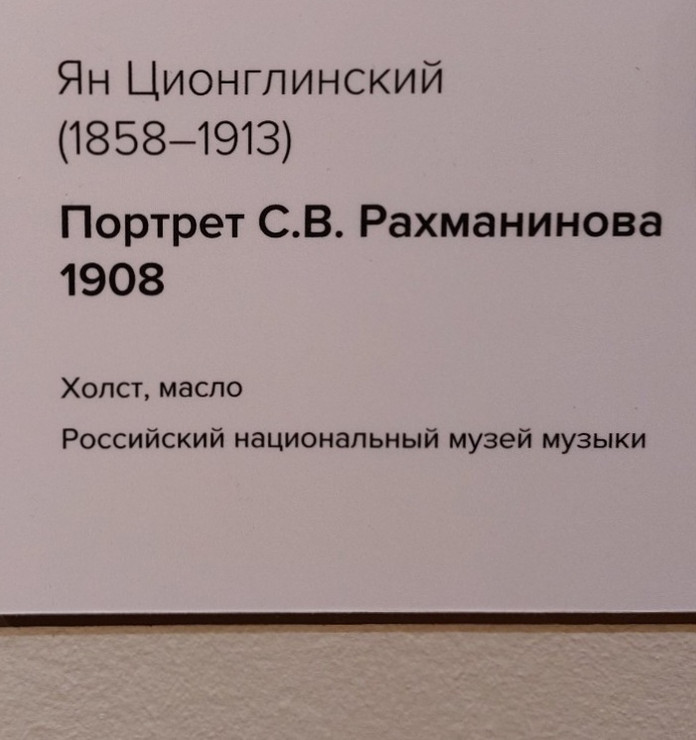 Ян Ционглинский
(1858–1913)
Портрет С.В. Рахманинова
1908
Холст, масло
Российский национальный музей музыки